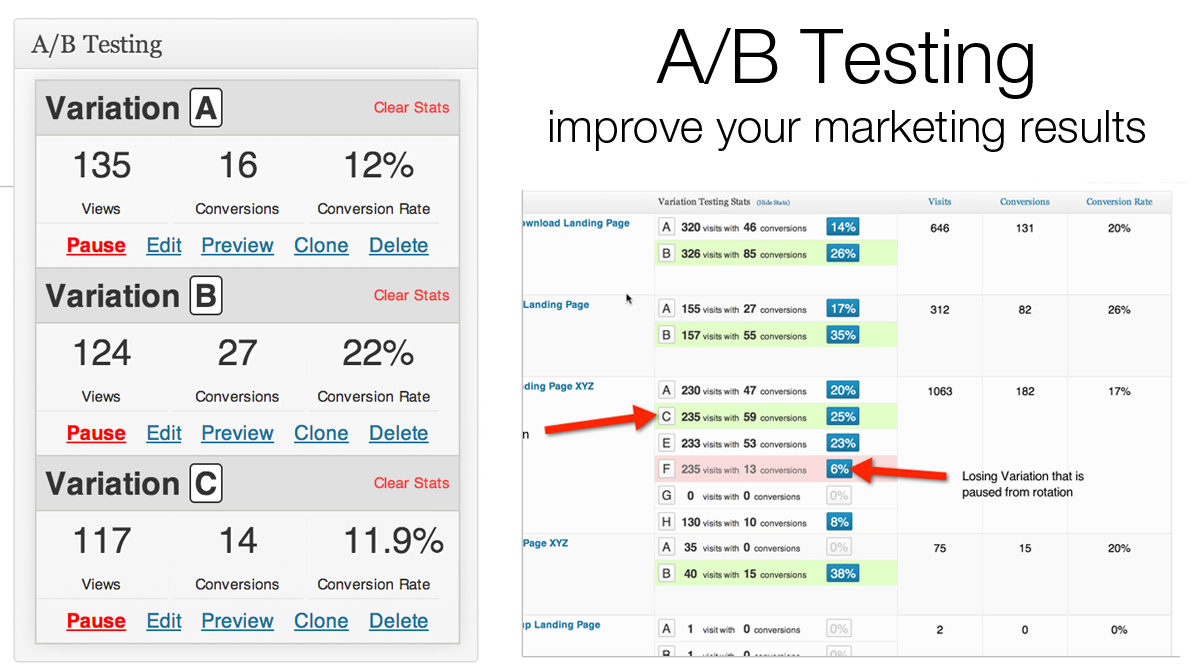 A/B Testing
Variation A Clear Stats
135 16 12%
Views Conversions Conversion Rate
Pause Edit Preview Clone Delete
Variation B Clear Stats
124 27 22%
Views Conversions Conversion Rate
Pause Edit Preview Clone Delete
Variation C Clear Stats
117 14 11.9%
Views Conversions Conversion Rate
Pause Edit Preview Clone Delete
A/B Testing
improve your marketing results
Variation Testing Stats (Hide Stats) Visits Conversions Conversion Rate
ownload Landing Page A 320 visits with 46 conversions 14% 646 131 20%
B 326 visits with 85 conversions 26%
Landing Page A 155 visits with 27 conversions 17% 312 82 26%
B 157 visits with 55 conversions 35%
ding Page XYZ A 230 visits with 47 conversions 20% 1063 182 17%
C 235 visits with 59 conversions 25%
n
E 233 visits with 53 conversions 23%
F 235 visits with 13 conversions 6%
Losing Variation that is
paused from rotation
G 0 visits with 0 conversions 0%
H 130 visits with 10 conversions 8%
Page XYZ A 35 visits with 0 conversions 0% 75 15 20%
B 40 visits with 15 conversions 38%
up Landing Page A 1 visit with 0 conversions 0% 2 0 0%
B 1 visit with 0 conversions 0%